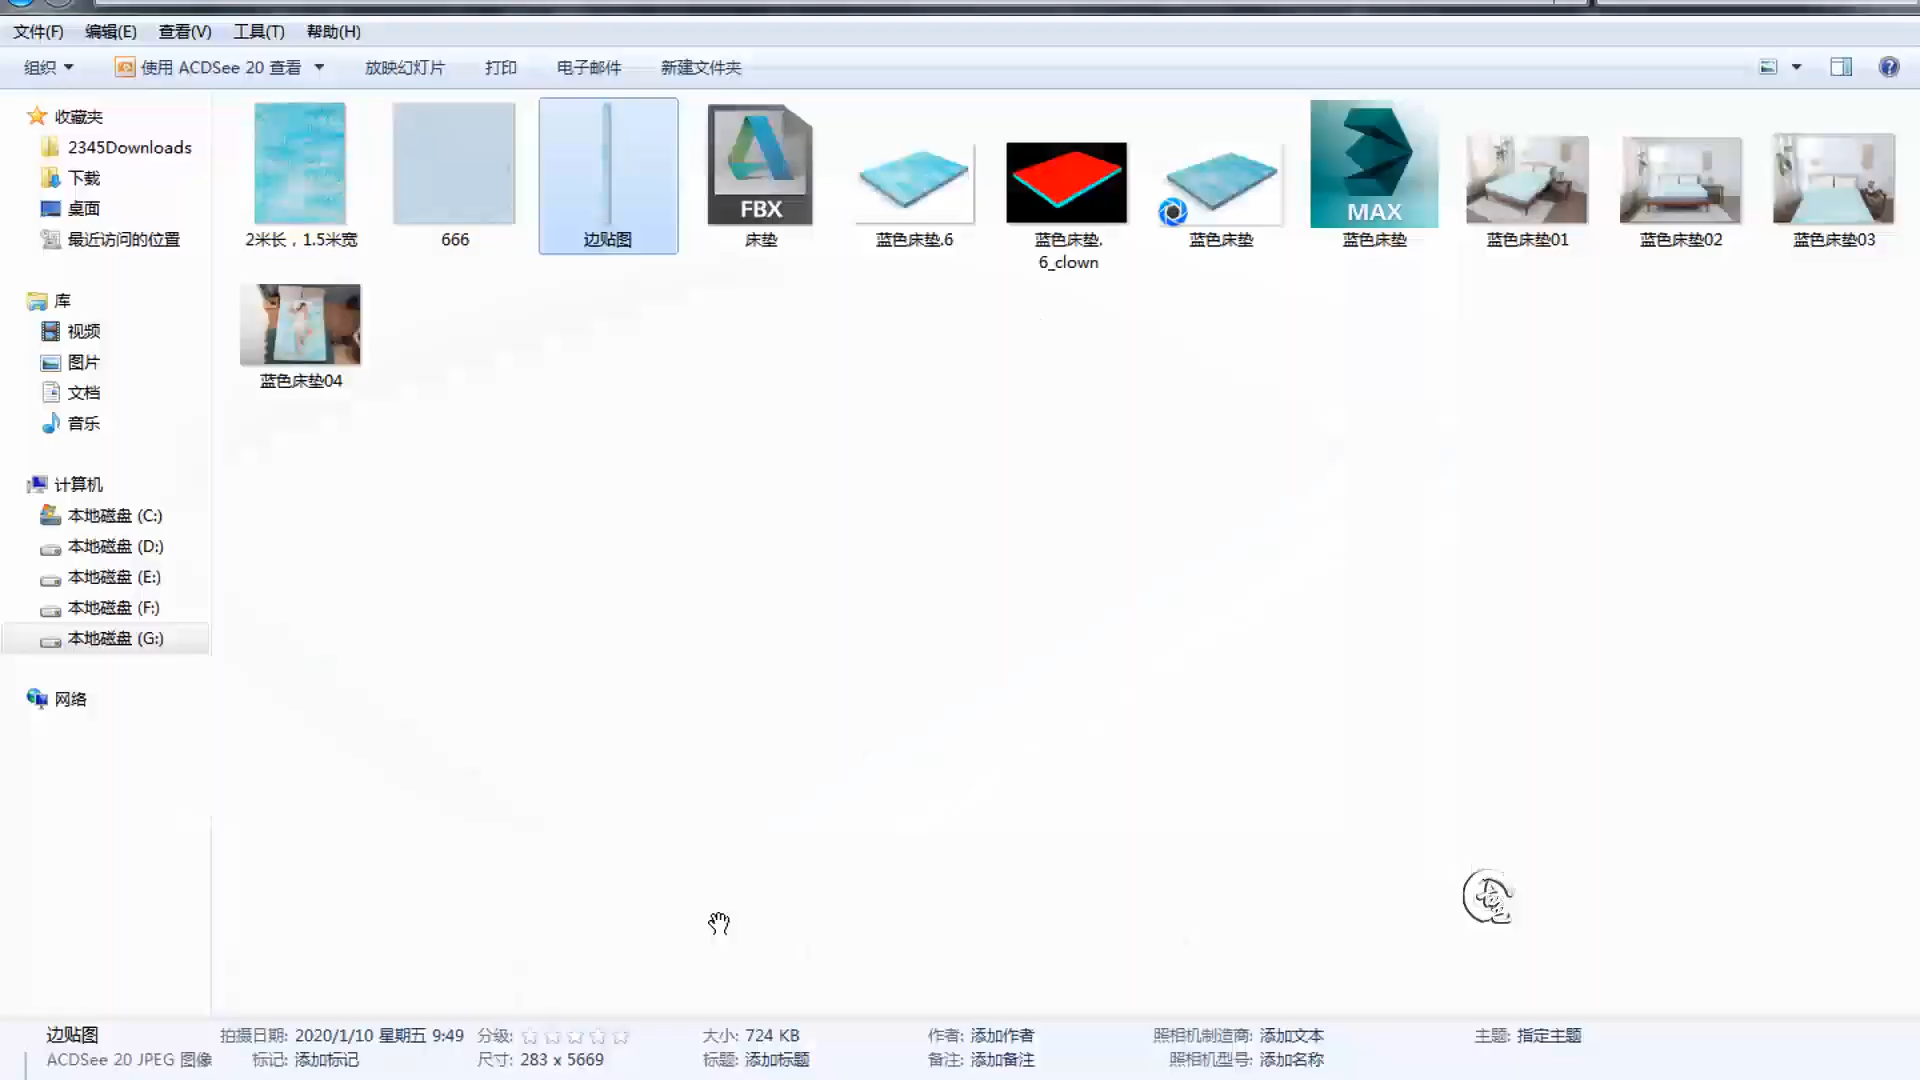 文件(F) 编辑(E) 查看(V) 工具(T) 帮助(H)
组织 使用 ACDSee 20 查看 放映幻灯片 打印 电子邮件 新建文件夹
收藏夹
2345Downloads
下载
桌面
最近访问的位置
库
视频
图片
文档
音乐
计算机
本地磁盘 (C:)
本地磁盘 (D:)
本地磁盘 (E:)
本地磁盘 (F:)
本地磁盘 (G:)
网络
FBX
MAX
2米长，1.5米宽
666
边贴图
床垫
蓝色床垫.6
蓝色床垫.
6_clown
蓝色床垫
蓝色床垫
蓝色床垫01
蓝色床垫02
蓝色床垫03
蓝色床垫04
边贴图 拍摄日期: 2020/1/10 星期五 9:49 分级: 大小: 724 KB 作者: 添加作者 照相机制造商: 添加文本 主题: 指定主题
ACDSee 20 JPEG 图像 标记: 添加标记 尺寸: 283 x 5669 标题: 添加标题 备注: 添加备注 照相机型号: 添加名称